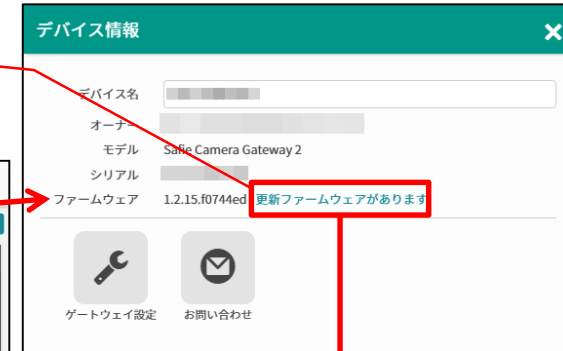 デバイス情報
デバイス名
オーナー
モデル Safie Camera Gateway 2
シリアル
ファームウェア 1.2.15.f0744ed 更新ファームウェアがあります
ゲートウェイ設定 お問い合わせ